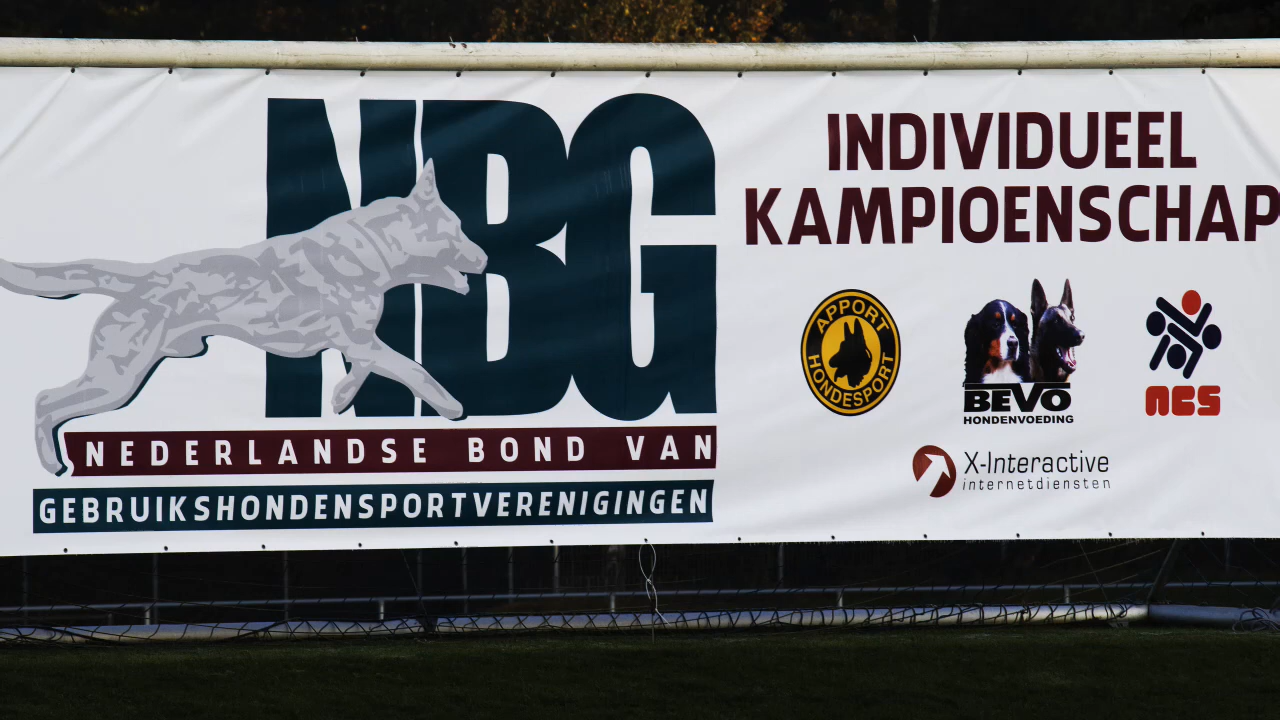 NBG
NEDERLANDSE BOND VAN
GEBRUIKSHONDENSPORTVERENIGINGEN
INDIVIDUEEL
KAMPIOENSCHAP
APPORT
HONDESPORT
BEVO
HONDENVOEDING
ncs
X-Interactive
internetdiensten